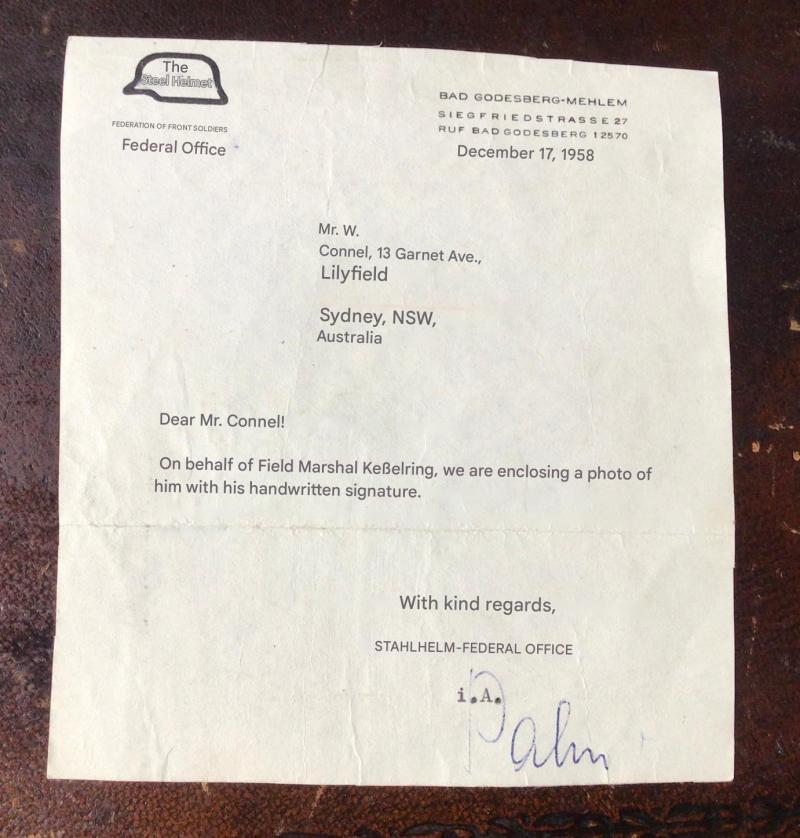 The
Steel Helmet
FEDERATION OF FRONT SOLDIERS
Federal Office
BAD GODESBERG-MEHLEM
SIEGFRIEDSTRASSE 27
RUF BAD GODESBERG 12570
December 17, 1958
Mr. W.
Connel, 13 Garnet Ave.,
Lilyfield
Sydney, NSW,
Australia
Dear Mr. Connel!
On behalf of Field Marshal Keßelring, we are enclosing a photo of
him with his handwritten signature.
With kind regards,
STAHLHELM-FEDERAL OFFICE
i.A.